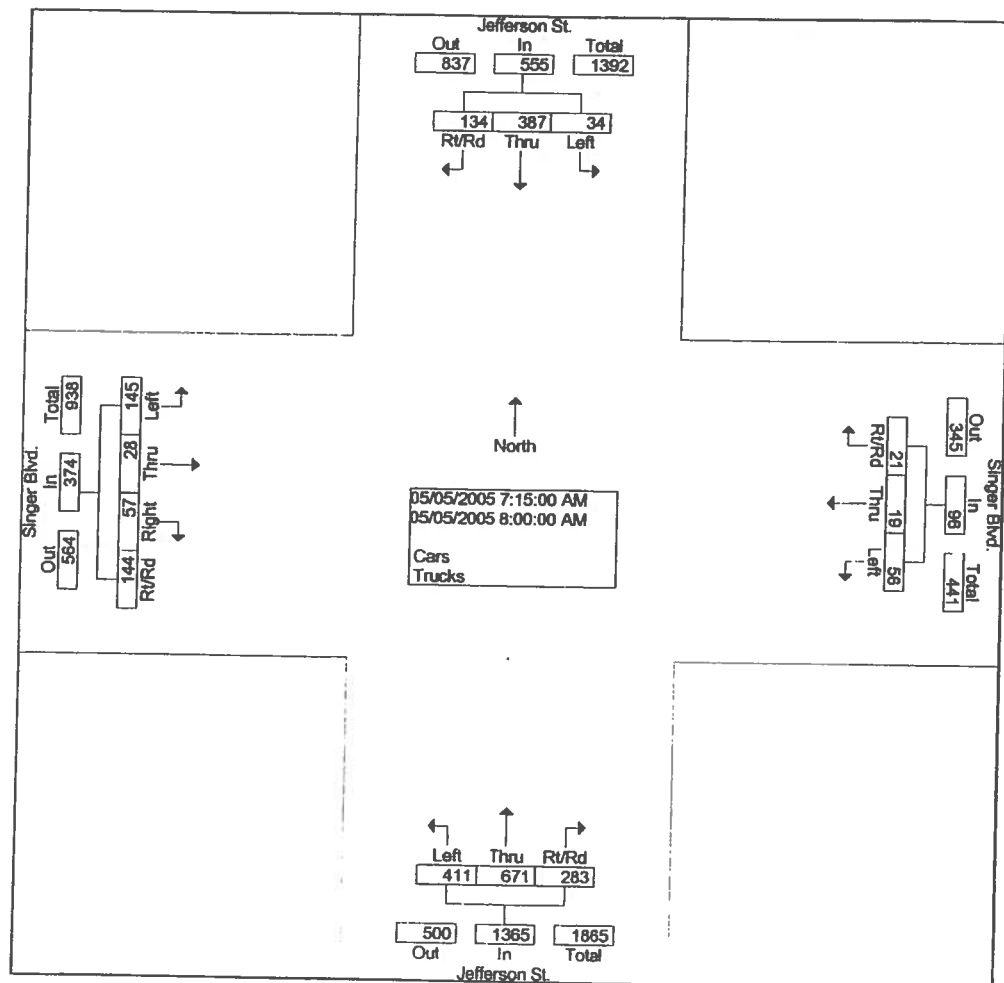 Jefferson St.
Out In Total
837 555 1392
134 387 34
Rt/Rd Thru Left
Singer Blvd.
Total In Out
938 374 564
145 28 57 144
Left Thru Right Rt/Rd
North
05/05/2005 7:15:00 AM
05/05/2005 8:00:00 AM
Cars
Trucks
Singer Blvd.
Out In Total
345 96 441
21 19 56
Rt/Rd Thru Left
Left Thru Rt/Rd
411 671 283
500 1365 1865
Out In Total
Jefferson St.